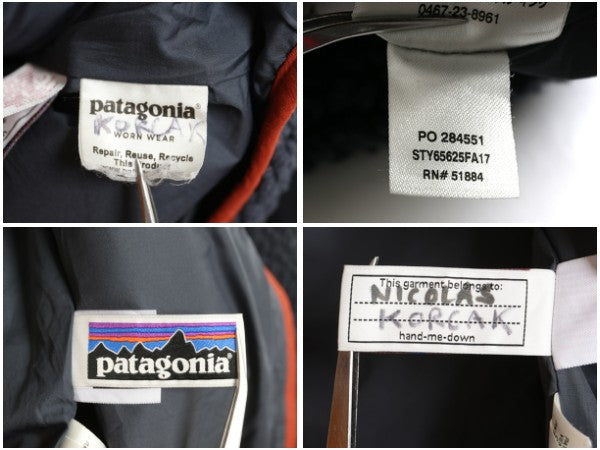 patagonia®
KORCAK
WORN WEAR
Repair, Reuse, Recycle
0467-23-8961
PO 284551
STY65625FA17
RN# 51884
patagonia®
This garment belongs to:
NICOLAS
KORCAK
hand-me-down